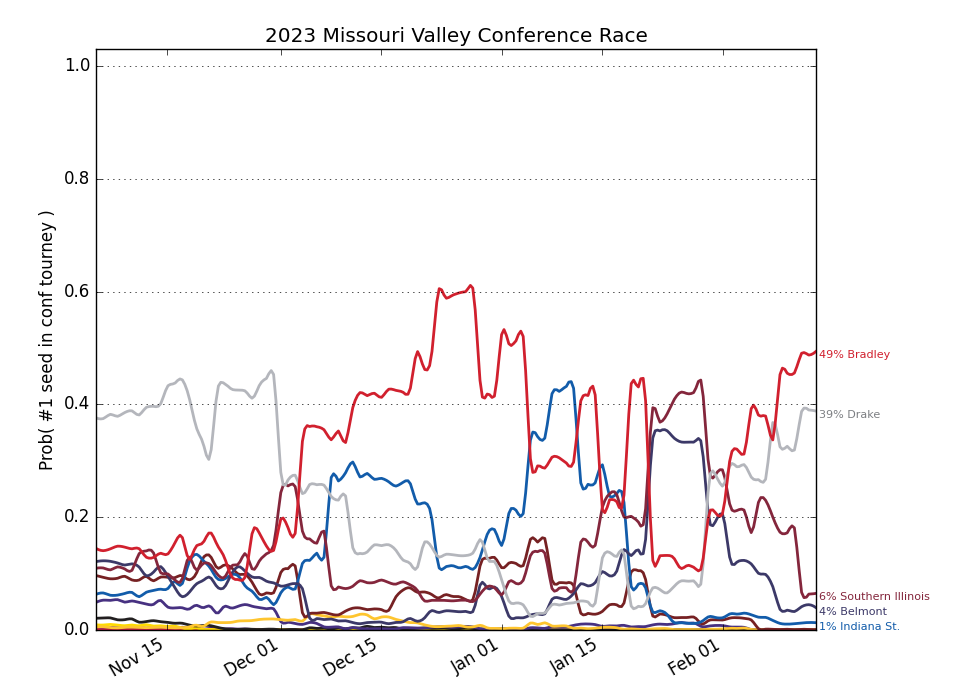 2023 Missouri Valley Conference Race
Prob( #1 seed in conf tourney )
1.0
0.8
0.6
0.4
0.2
0.0
Nov 15
Dec 01
Dec 15
Jan 01
Jan 15
Feb 01
49% Bradley
39% Drake
6% Southern Illinois
4% Belmont
1% Indiana St.